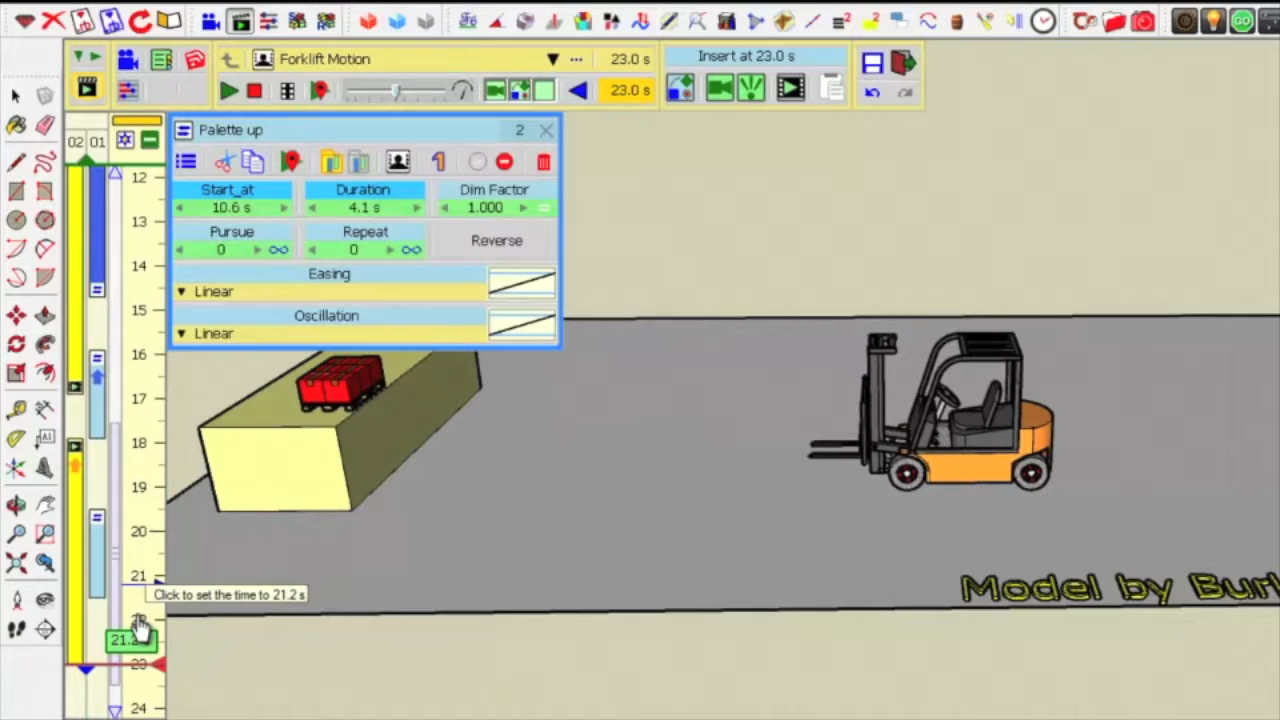 Forklift Motion
23.0 s
Insert at 23.0 s
23.0 s
02 01
Palette up 2
Start_at Duration Dim Factor
10.6 s 4.1 s 1.000
Pursue Repeat
0 0 Reverse
Easing
Linear
Oscillation
Linear
12
13
14
15
16
17
18
19
20
21
Click to set the time to 21.2 s
23
24
Model by